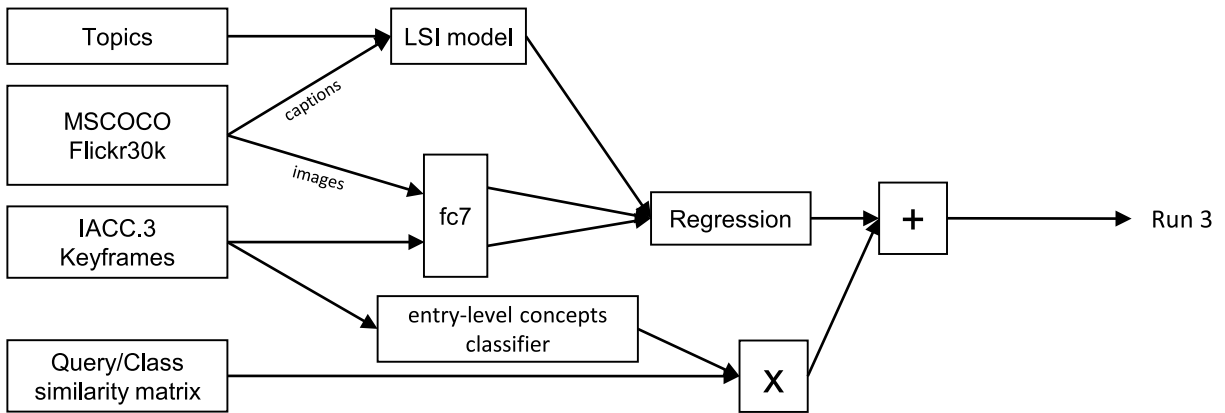 Topics
LSI model
MSCOCO
Flickr30k
captions
images
fc7
IACC.3
Keyframes
Regression
+
Run 3
entry-level concepts
classifier
Query/Class
similarity matrix
X